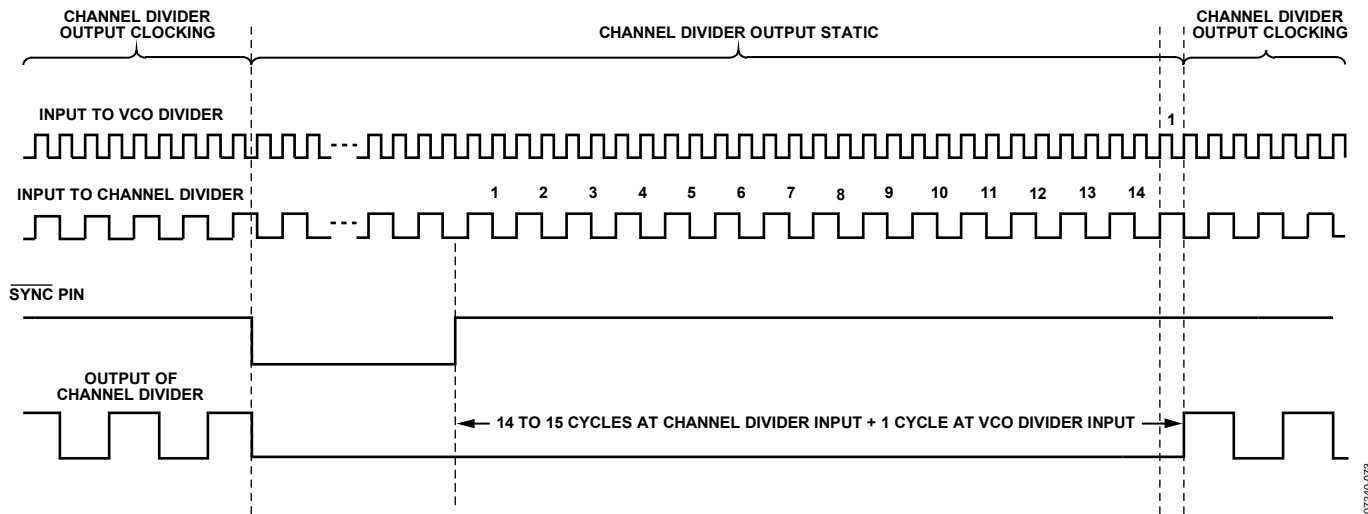 CHANNEL DIVIDER
OUTPUT CLOCKING
CHANNEL DIVIDER OUTPUT STATIC
CHANNEL DIVIDER
OUTPUT CLOCKING
INPUT TO VCO DIVIDER
1
INPUT TO CHANNEL DIVIDER
1 2 3 4 5 6 7 8 9 10 11 12 13 14
SYNC PIN
OUTPUT OF
CHANNEL DIVIDER
14 TO 15 CYCLES AT CHANNEL DIVIDER INPUT + 1 CYCLE AT VCO DIVIDER INPUT
07240-073